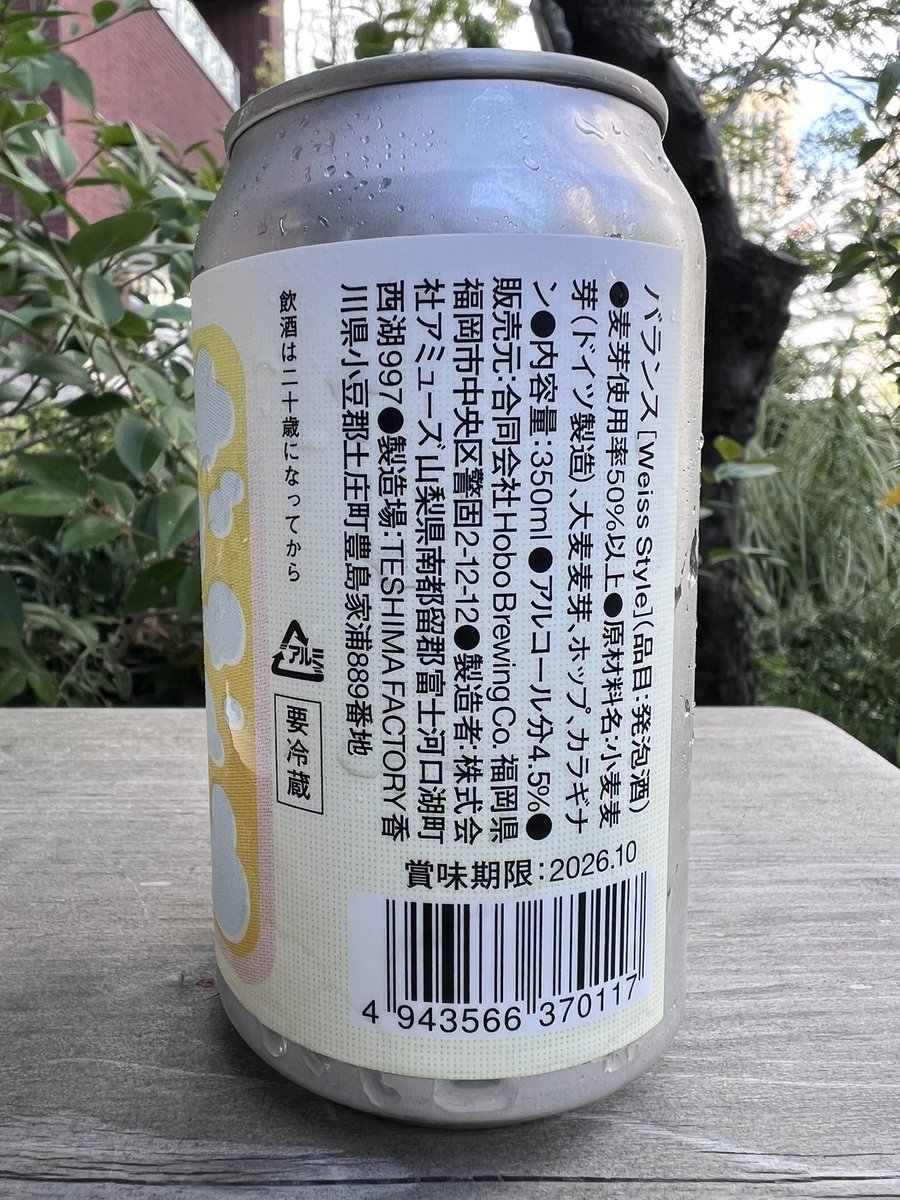 バランス [Weiss Style](品目:発泡酒)
●麦芽使用率50%以上●原材料名:小麦麦
芽(ドイツ製造)、大麦麦芽、ホップ、カラギナ
ン●内容量:350ml ●アルコール分4.5%●
販売元:合同会社Hobo Brewing Co. 福岡県
福岡市中央区警固2-12-12●製造者:株式会
社アミューズ 山梨県南都留郡富士河口湖町
西湖997●製造場:TESHIMA FACTORY 香
川県小豆郡土庄町豊島家浦889番地
飲酒は二十歳になってから
アルミ
要冷蔵
賞味期限:2026.10
4 943566 370117